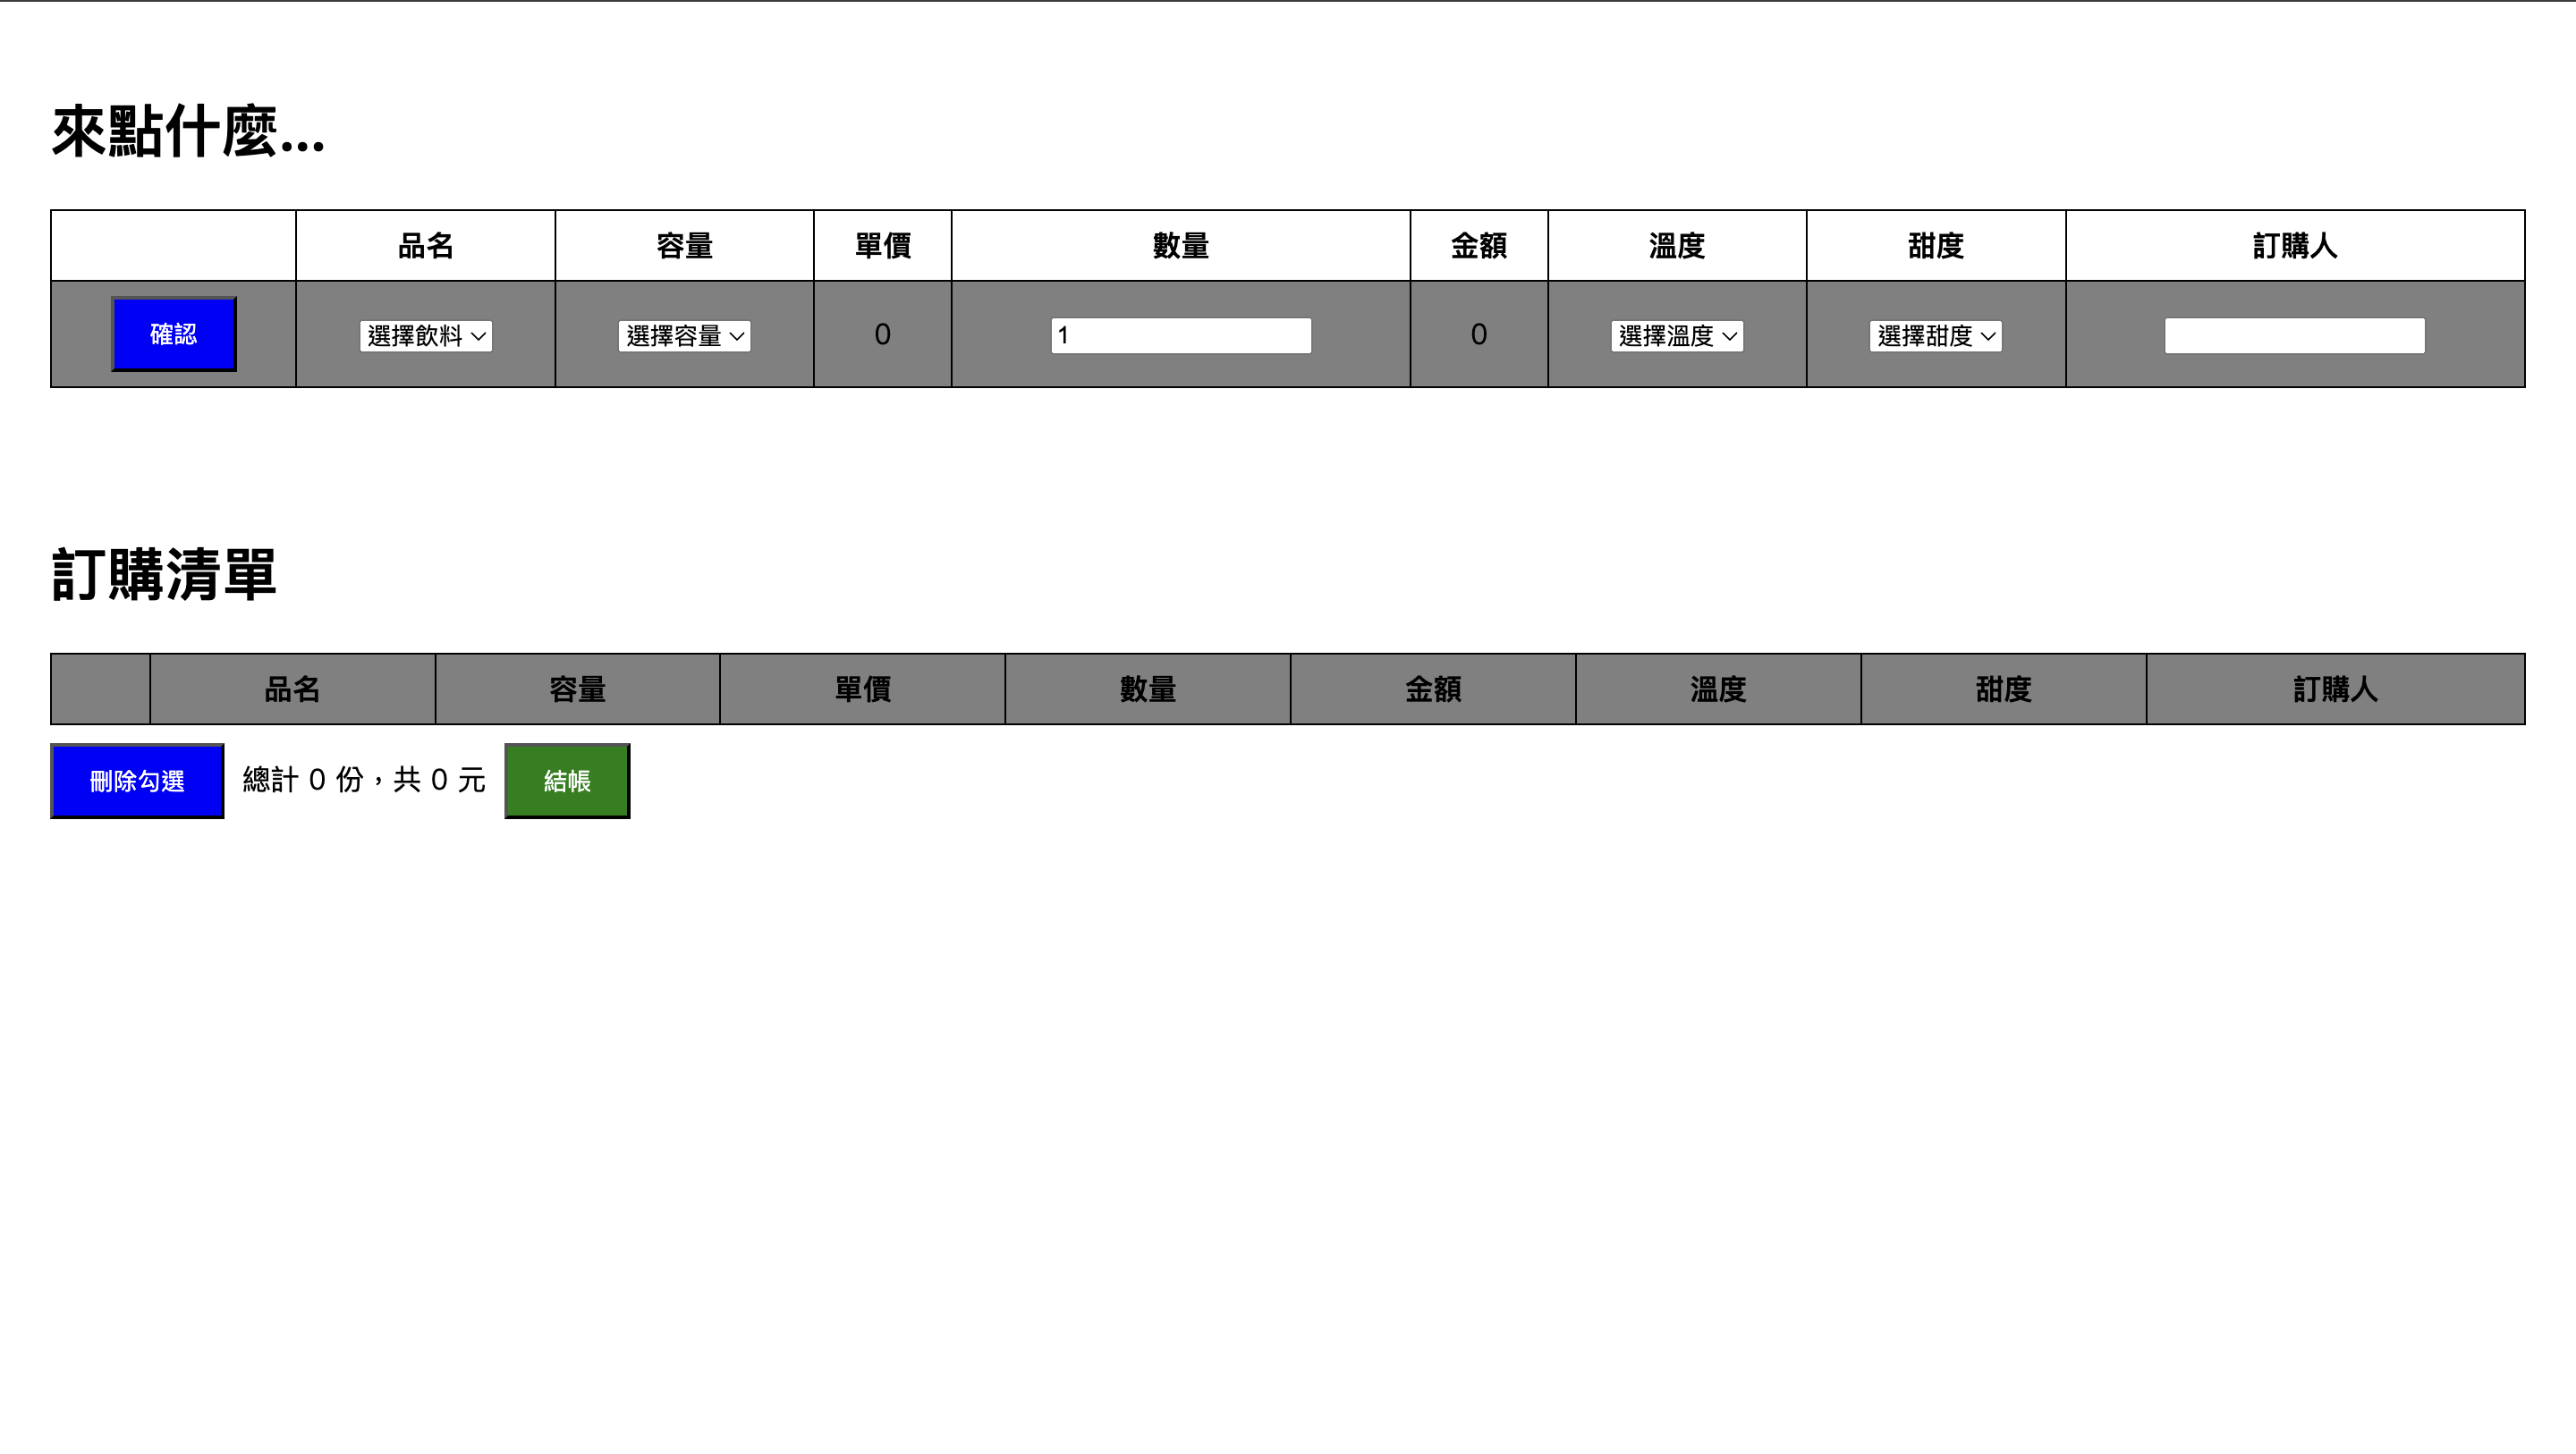 來點什麼...
品名 容量 單價 數量 金額 溫度 甜度 訂購人
確認 選擇飲料 選擇容量 0 1 0 選擇溫度 選擇甜度
訂購清單
品名 容量 單價 數量 金額 溫度 甜度 訂購人
刪除勾選 總計 0 份，共 0 元 結帳